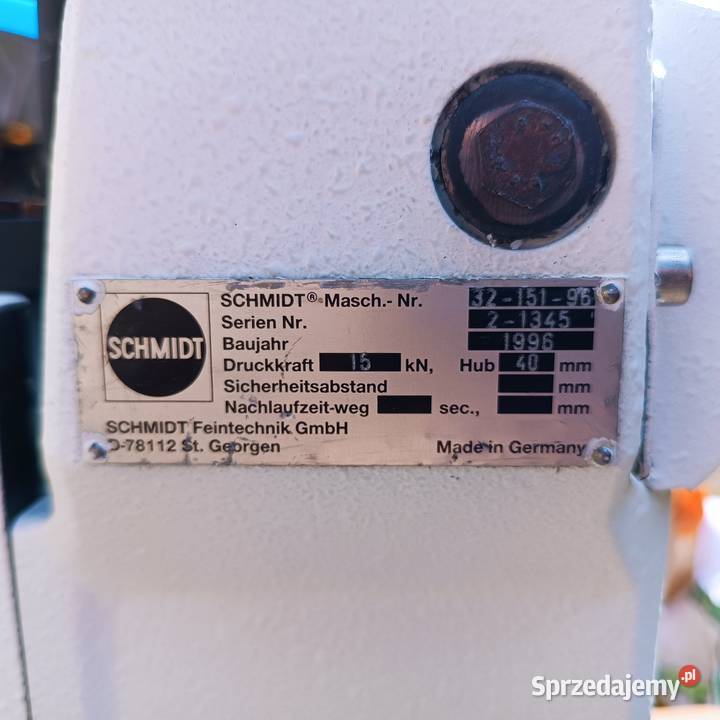 SCHMIDT
SCHMIDT® Masch.- Nr. 32-151-96
Serien Nr. 2-1345
Baujahr 1996
Druckkraft 15 kN, Hub 40 mm
Sicherheitsabstand mm
Nachlaufzeit-weg sec., mm
SCHMIDT Feintechnik GmbH
D-78112 St. Georgen Made in Germany
Sprzedajemy.pl